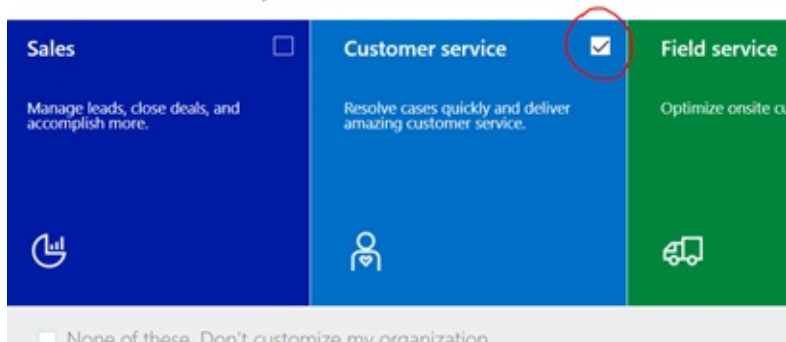 Sales
Manage leads, close deals, and
accomplish more.
Customer service
Resolve cases quickly and deliver
amazing customer service.
Field service
Optimize onsite
None of these. Don't customize my organization